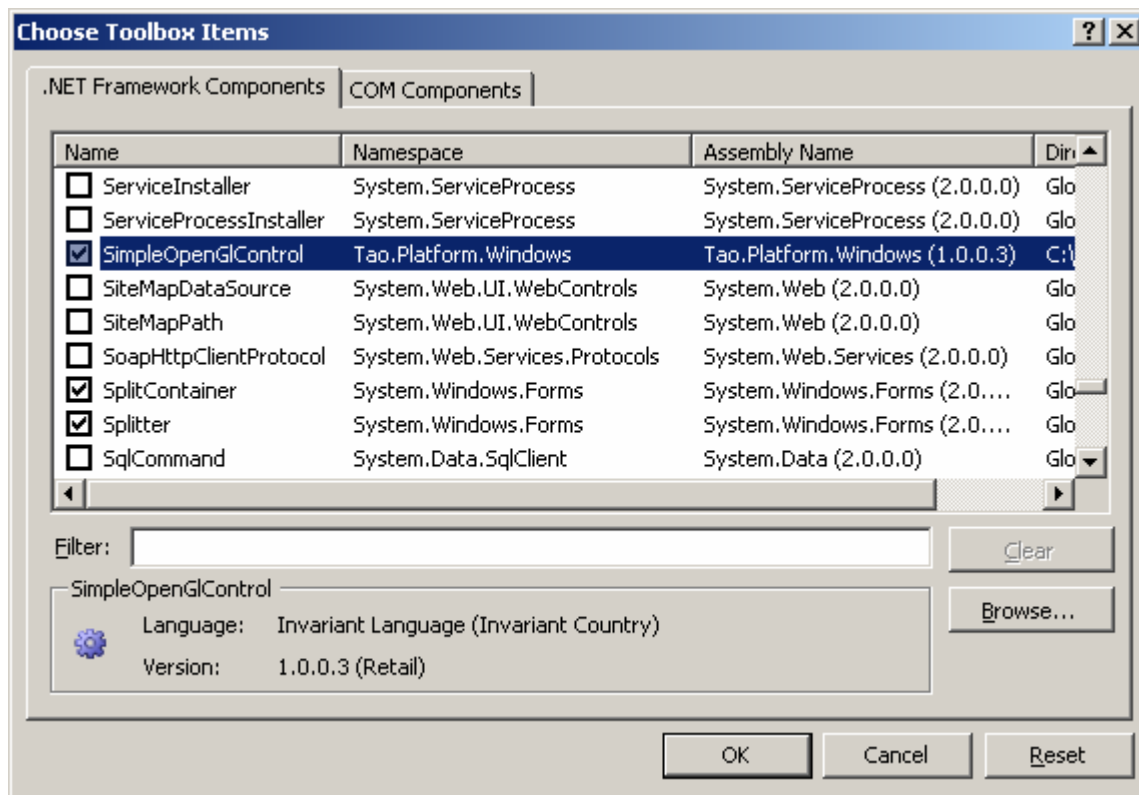 Choose Toolbox Items
.NET Framework Components COM Components
Name Namespace Assembly Name Dir
ServiceInstaller System.ServiceProcess System.ServiceProcess (2.0.0.0) Glo
ServiceProcessInstaller System.ServiceProcess System.ServiceProcess (2.0.0.0) Glo
SimpleOpenGlControl Tao.Platform.Windows Tao.Platform.Windows (1.0.0.3) C:\
SiteMapDataSource System.Web.UI.WebControls System.Web (2.0.0.0) Glo
SiteMapPath System.Web.UI.WebControls System.Web (2.0.0.0) Glo
SoapHttpClientProtocol System.Web.Services.Protocols System.Web.Services (2.0.0.0) Glo
SplitContainer System.Windows.Forms System.Windows.Forms (2.0.... Glo
Splitter System.Windows.Forms System.Windows.Forms (2.0.... Glo
SqlCommand System.Data.SqlClient System.Data (2.0.0.0) Glo
Filter: Clear
SimpleOpenGlControl
Browse...
Language: Invariant Language (Invariant Country)
Version: 1.0.0.3 (Retail)
OK Cancel Reset